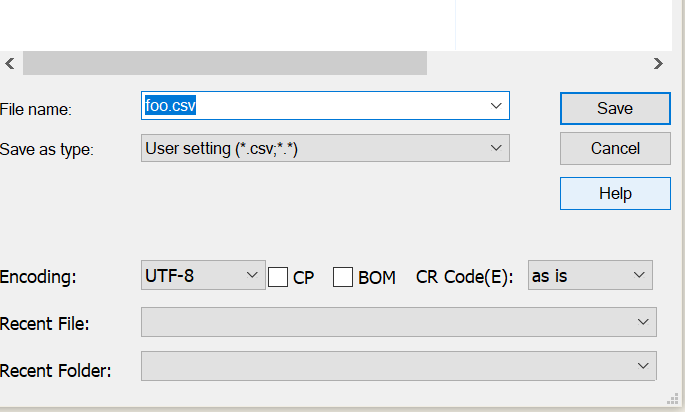 File name: foo.csv Save
Save as type: User setting (*.csv;*.*) Cancel
Help
Encoding: UTF-8 CP BOM CR Code(E): as is
Recent File:
Recent Folder: